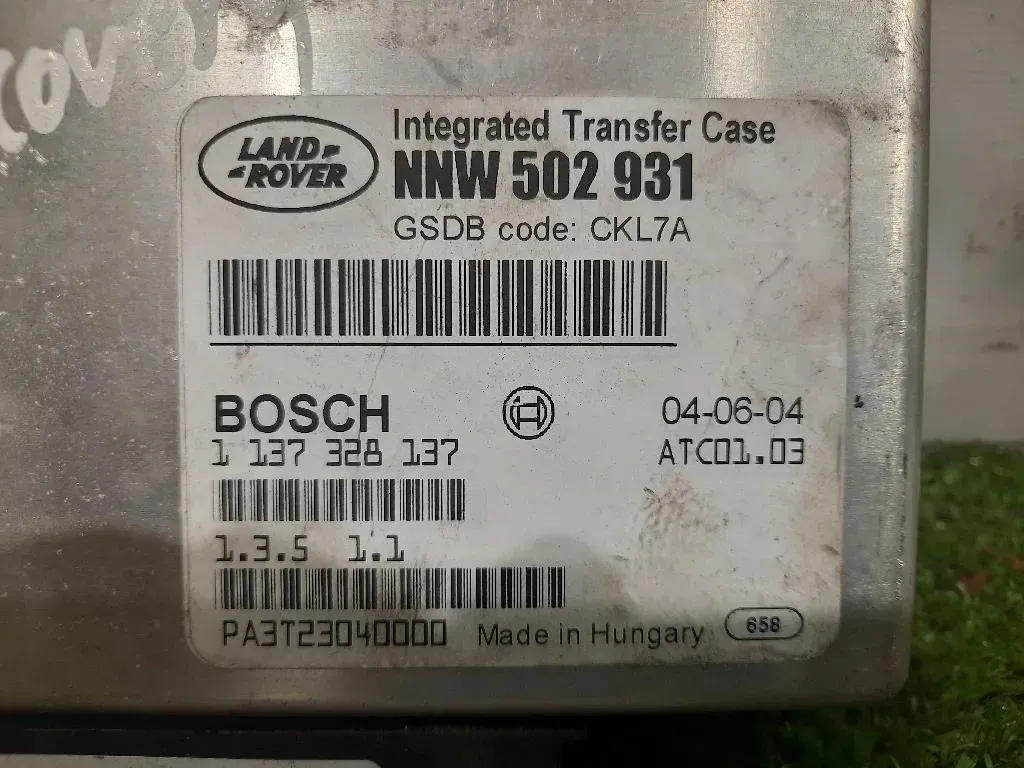 LAND
ROVER
Integrated Transfer Case
NNW 502 931
GSDB code: CKL7A
BOSCH
04-06-04
1 137 328 137
ATC01.03
1.3.5 1.1
PA3T23040000
Made in Hungary
658